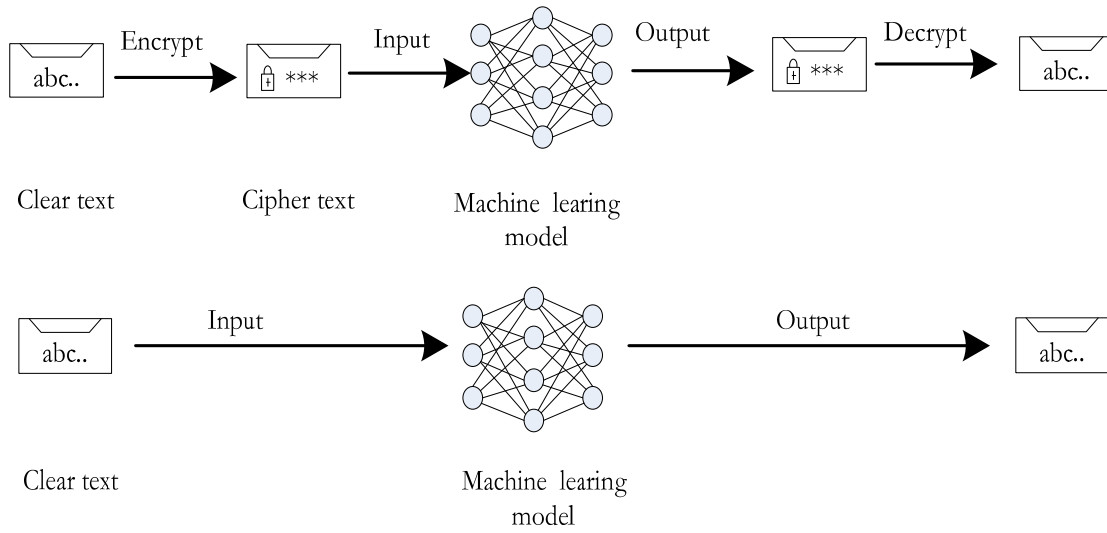 Encrypt
Input
Output
Decrypt
abc..
***
***
abc..
Clear text
Cipher text
Machine learing
model
Input
Output
abc..
abc..
Clear text
Machine learing
model